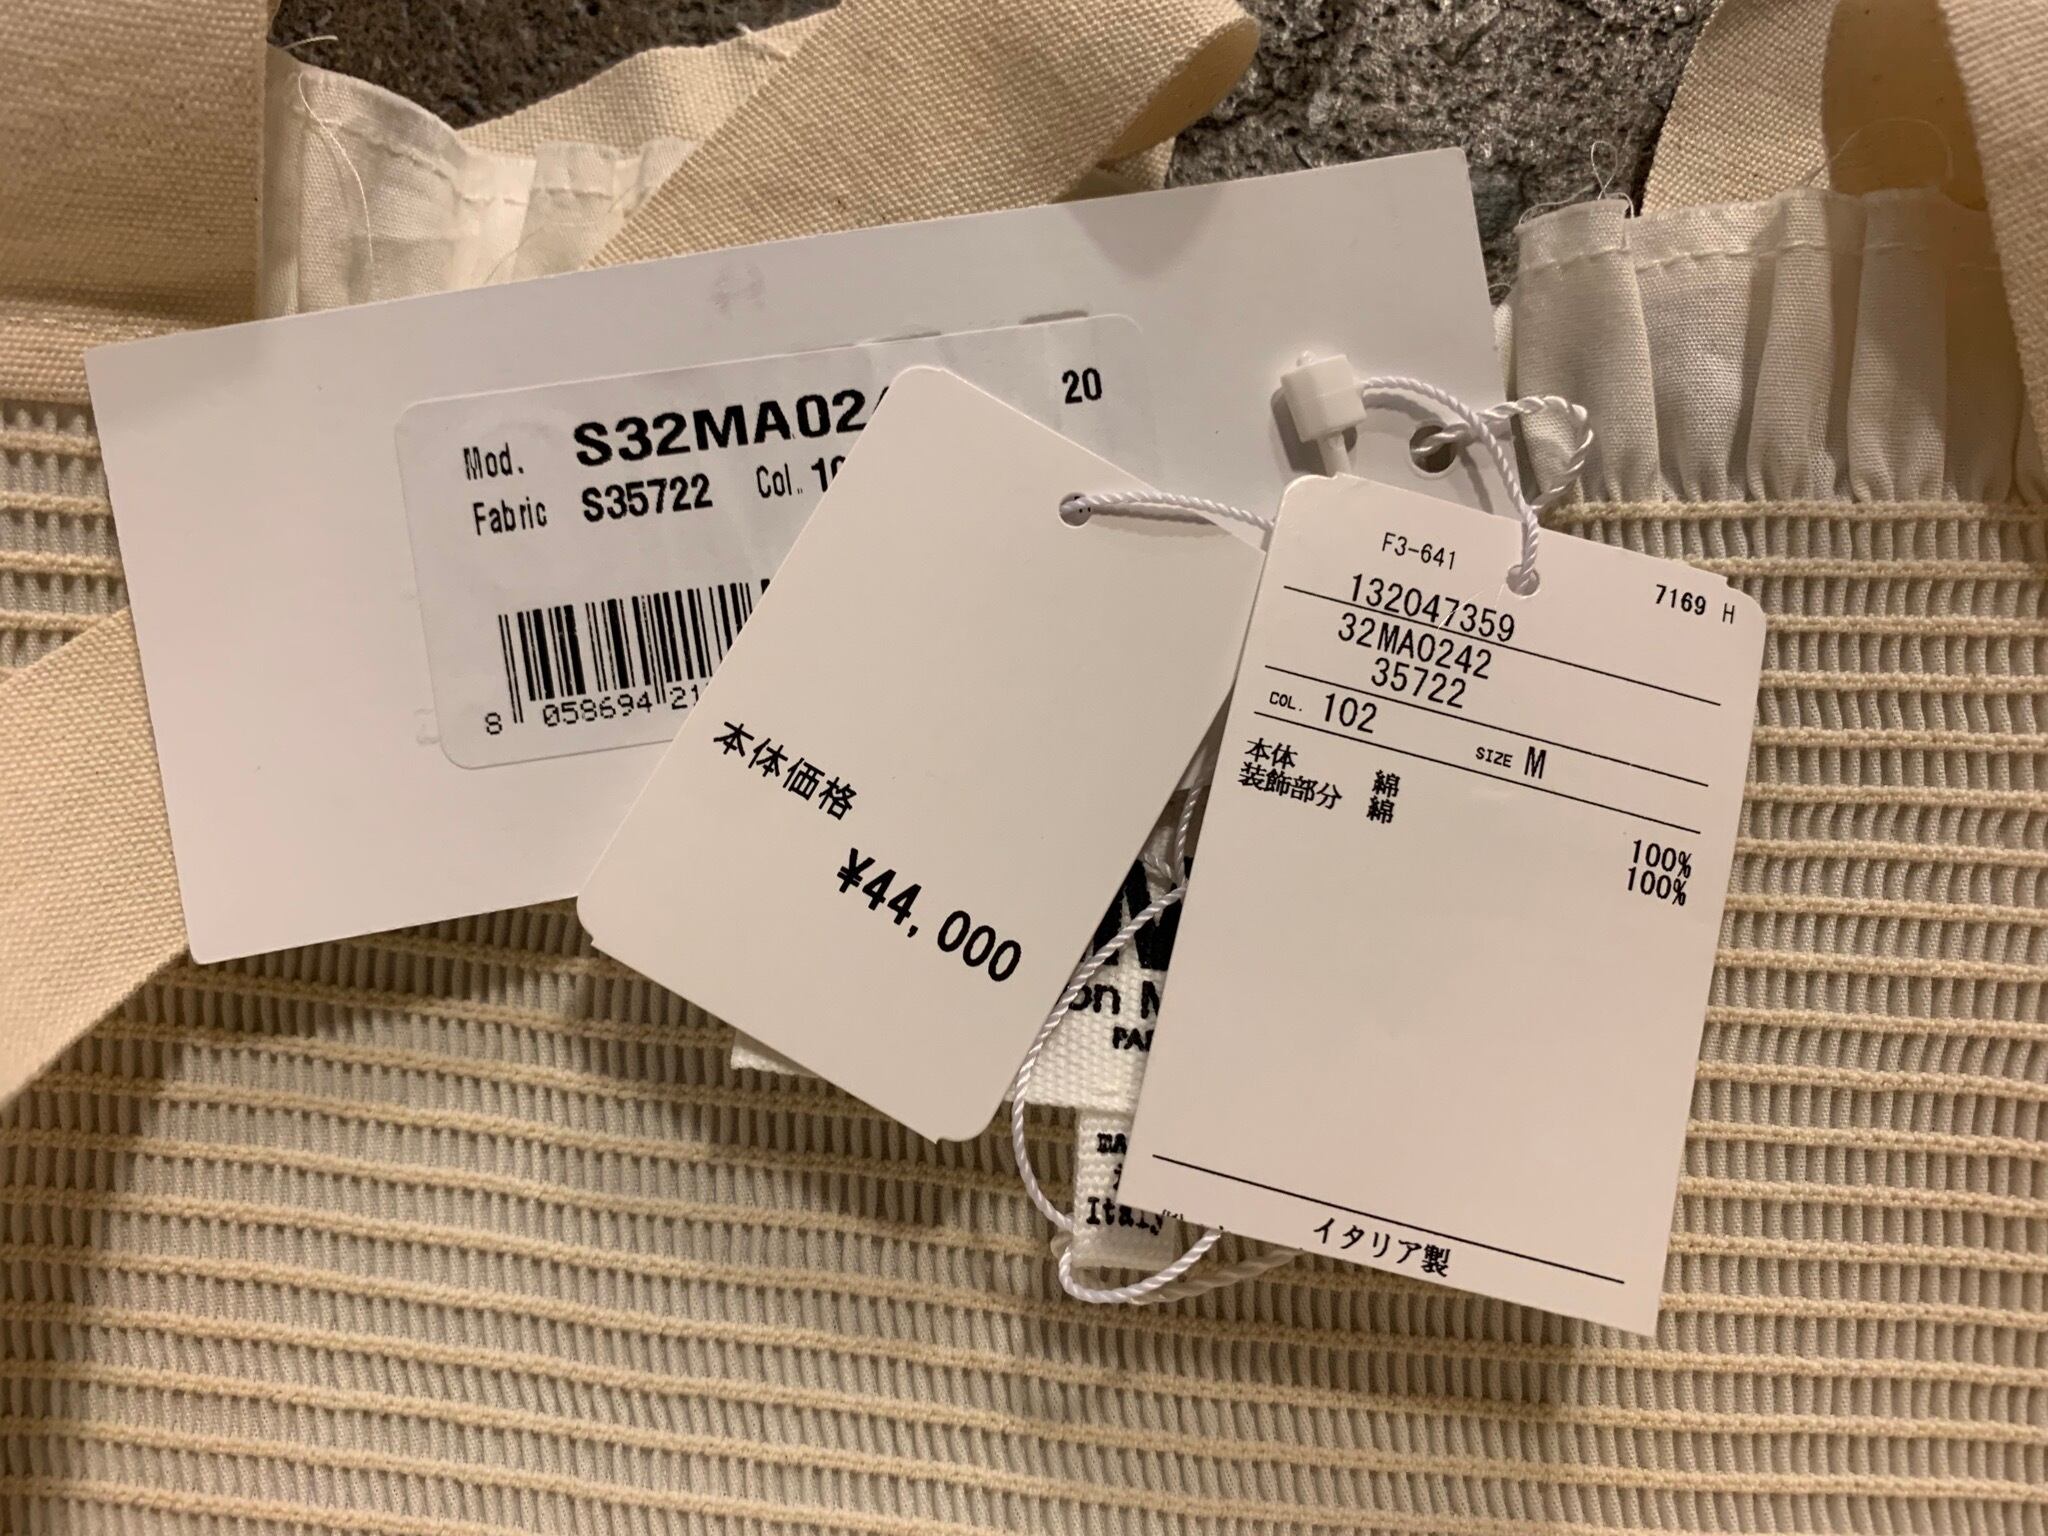 20
Mod. S32MA024
Fabric S35722 Col. 10
8 058694 21
本体価格
¥44,000
F3-641
7169 H
132047359
32MA0242
35722
COL. 102 SIZE M
本体 綿 100%
装飾部分 綿 100%
イタリア製
on M
Italy